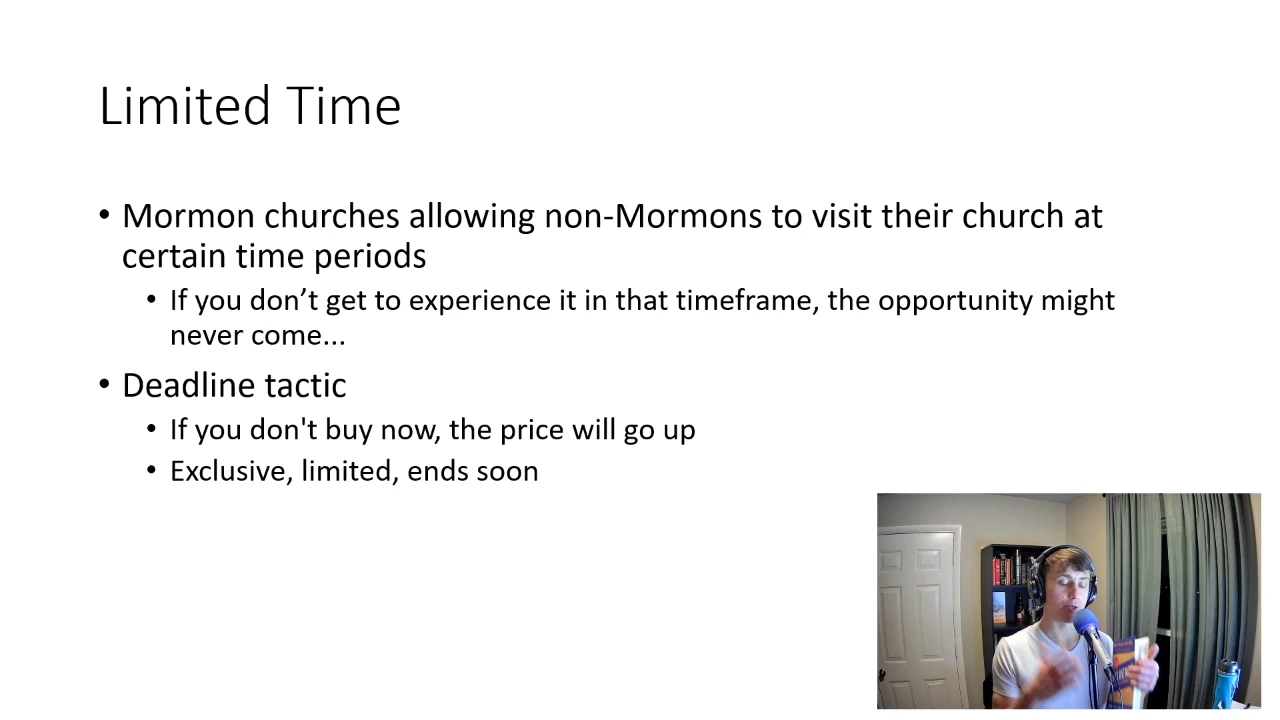 Limited Time
• Mormon churches allowing non-Mormons to visit their church at
certain time periods
• If you don’t get to experience it in that timeframe, the opportunity might
never come...
• Deadline tactic
• If you don't buy now, the price will go up
• Exclusive, limited, ends soon